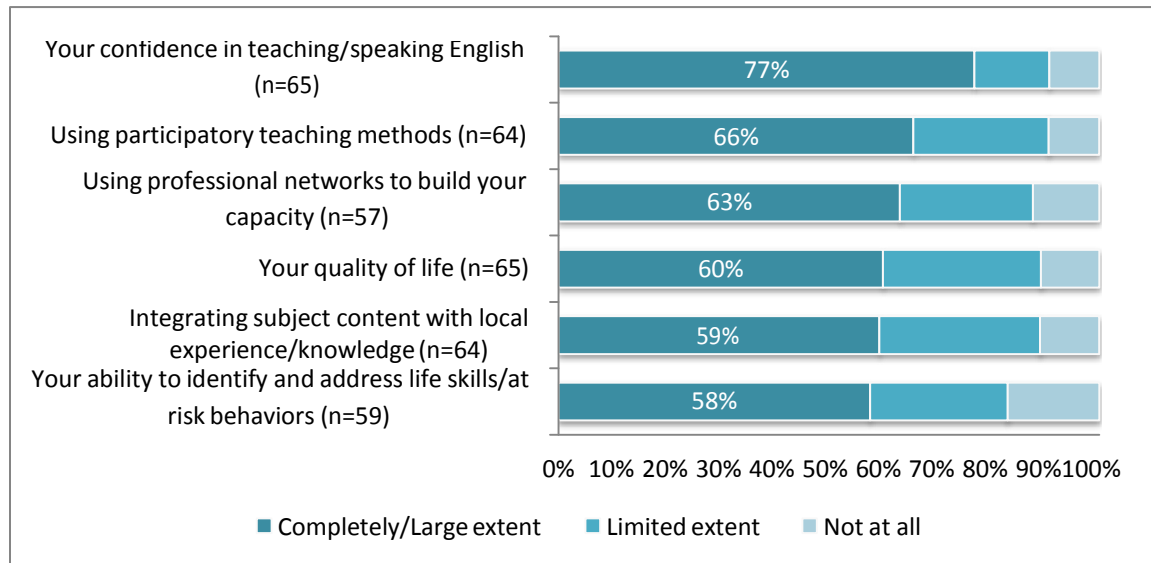 Your confidence in teaching/speaking English
(n=65)
77%
Using participatory teaching methods (n=64)
66%
Using professional networks to build your
capacity (n=57)
63%
Your quality of life (n=65)
60%
Integrating subject content with local
experience/knowledge (n=64)
59%
Your ability to identify and address life skills/at
risk behaviors (n=59)
58%
0% 10% 20% 30% 40% 50% 60% 70% 80% 90% 100%
Completely/Large extent Limited extent Not at all